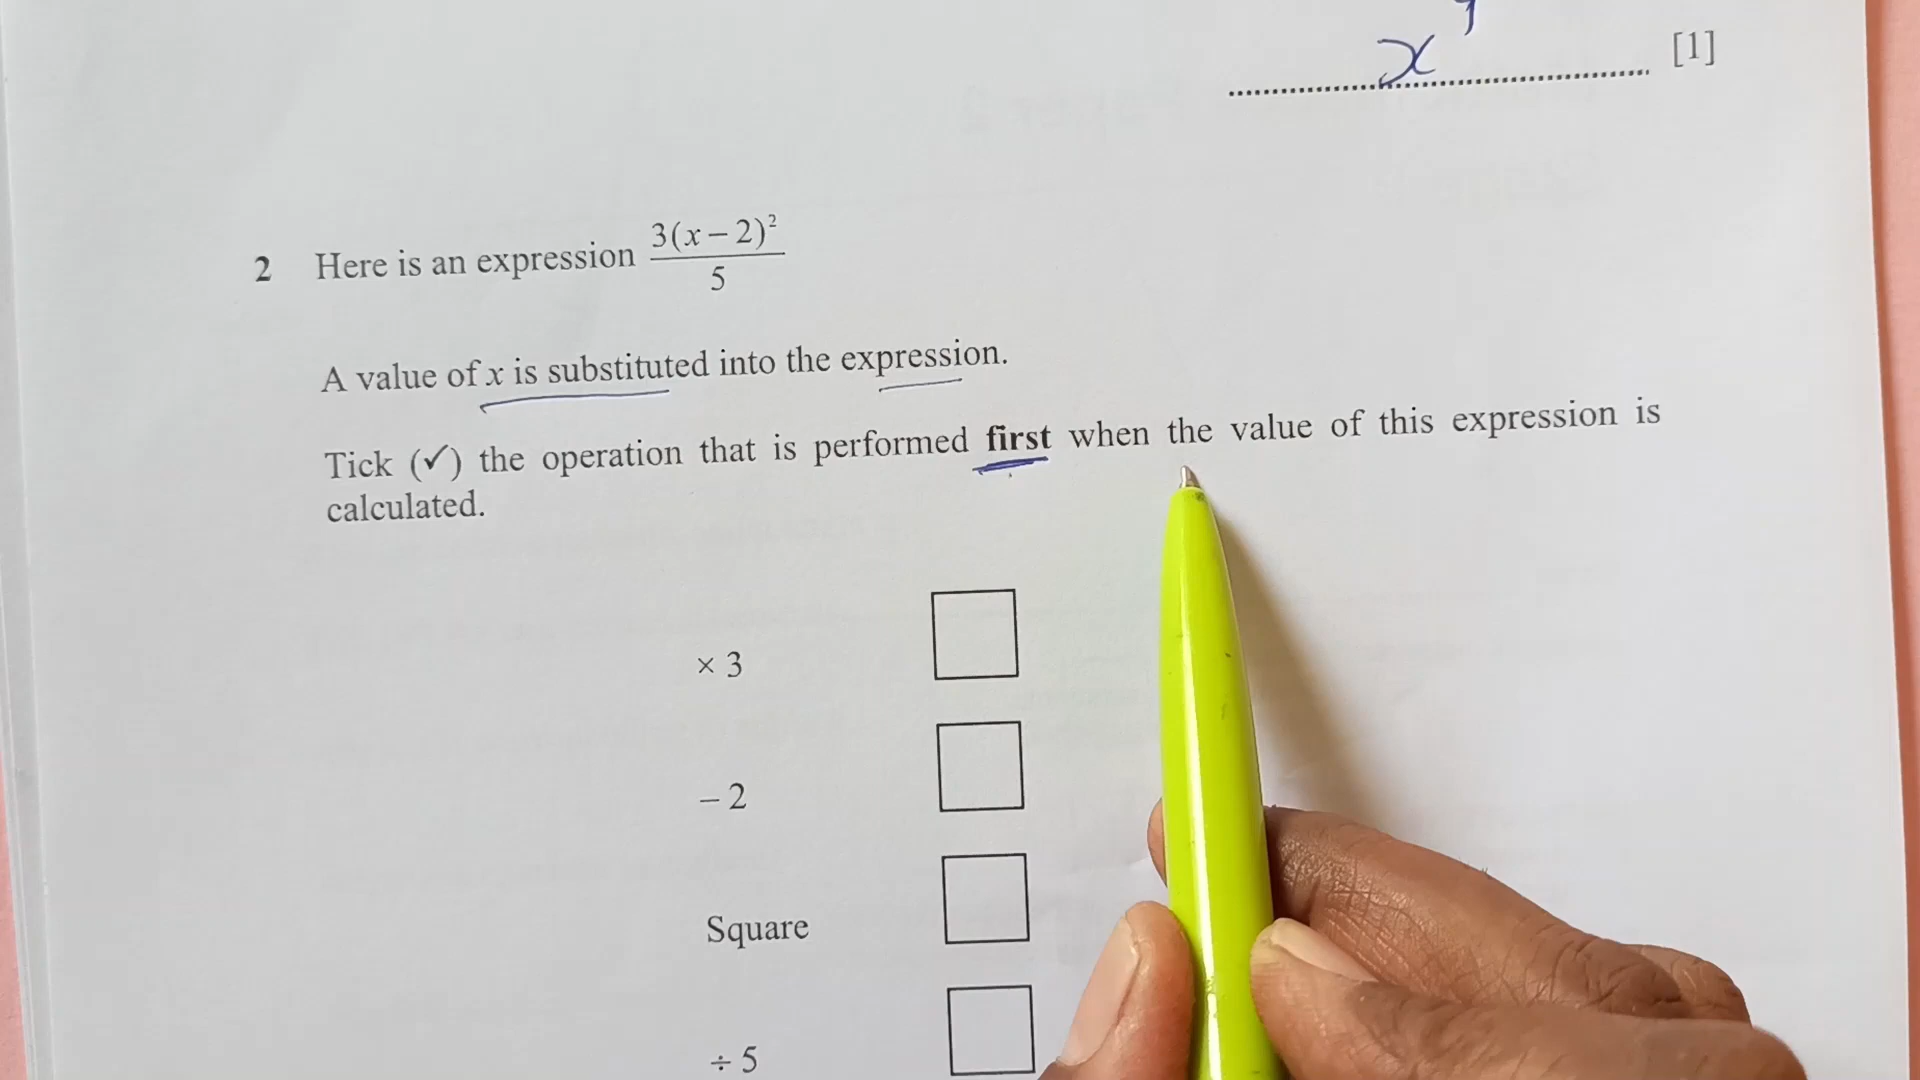 x [1]
2 Here is an expression 3(x – 2)² / 5
A value of x is substituted into the expression.
Tick (✓) the operation that is performed first when the value of this expression is
calculated.
× 3
– 2
Square
÷ 5